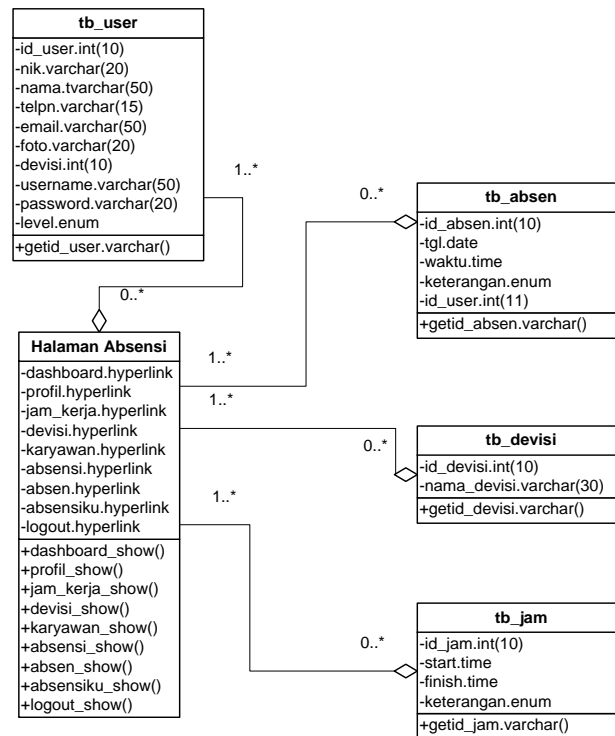 tb_user
-id_user.int(10)
-nik.varchar(20)
-nama.tvarchar(50)
-telpn.varchar(15)
-email.varchar(50)
-foto.varchar(20)
-devisi.int(10)
-username.varchar(50)
-password.varchar(20)
-level.enum
+getid_user.varchar()
1..*
0..*
0..*
tb_absen
-id_absen.int(10)
-tgl.date
-waktu.time
-keterangan.enum
-id_user.int(11)
+getid_absen.varchar()
Halaman Absensi
-dashboard.hyperlink
-profil.hyperlink
-jam_kerja.hyperlink
-devisi.hyperlink
-karyawan.hyperlink
-absensi.hyperlink
-absen.hyperlink
-absensiku.hyperlink
-logout.hyperlink
+dashboard_show()
+profil_show()
+jam_kerja_show()
+devisi_show()
+karyawan_show()
+absensi_show()
+absen_show()
+absensiku_show()
+logout_show()
1..*
1..*
0..*
1..*
tb_devisi
-id_devisi.int(10)
-nama_devisi.varchar(30)
+getid_devisi.varchar()
0..*
tb_jam
-id_jam.int(10)
-start.time
-finish.time
-keterangan.enum
+getid_jam.varchar()